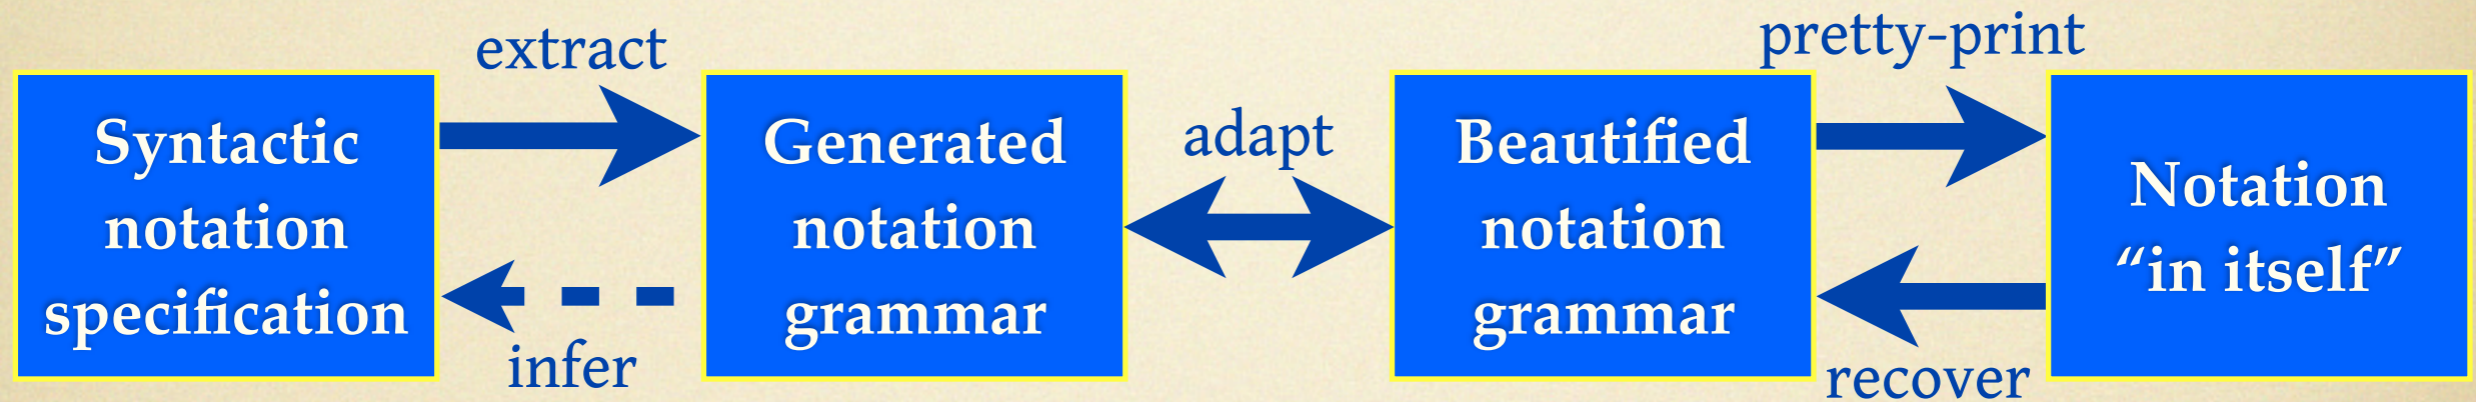 Syntactic
notation
specification
extract
infer
Generated
notation
grammar
adapt
Beautified
notation
grammar
pretty-print
recover
Notation
“in itself”